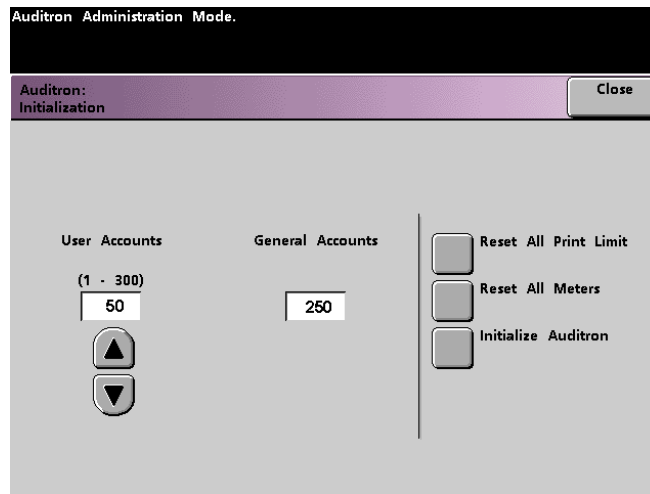 Auditron Administration Mode.
Auditron:
Initialization
Close
User Accounts
(1 - 300)
50
General Accounts
250
Reset All Print Limit
Reset All Meters
Initialize Auditron